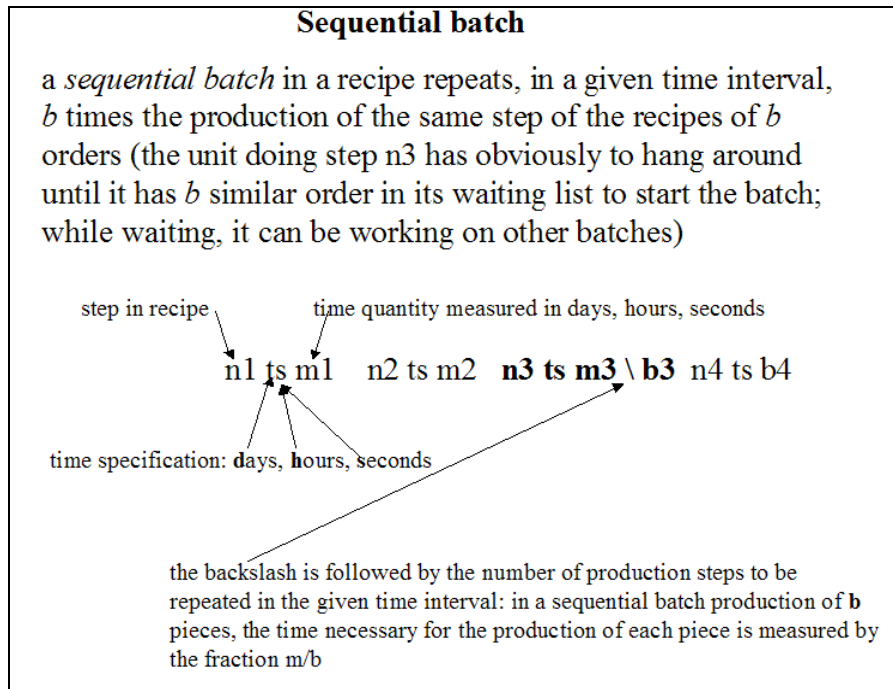 Sequential batch
a sequential batch in a recipe repeats, in a given time interval,
b times the production of the same step of the recipes of b
orders (the unit doing step n3 has obviously to hang around
until it has b similar order in its waiting list to start the batch;
while waiting, it can be working on other batches)
step in recipe time quantity measured in days, hours, seconds
n1 ts m1 n2 ts m2 n3 ts m3 \ b3 n4 ts b4
time specification: days, hours, seconds
the backslash is followed by the number of production steps to be
repeated in the given time interval: in a sequential batch production of b
pieces, the time necessary for the production of each piece is measured by
the fraction m/b